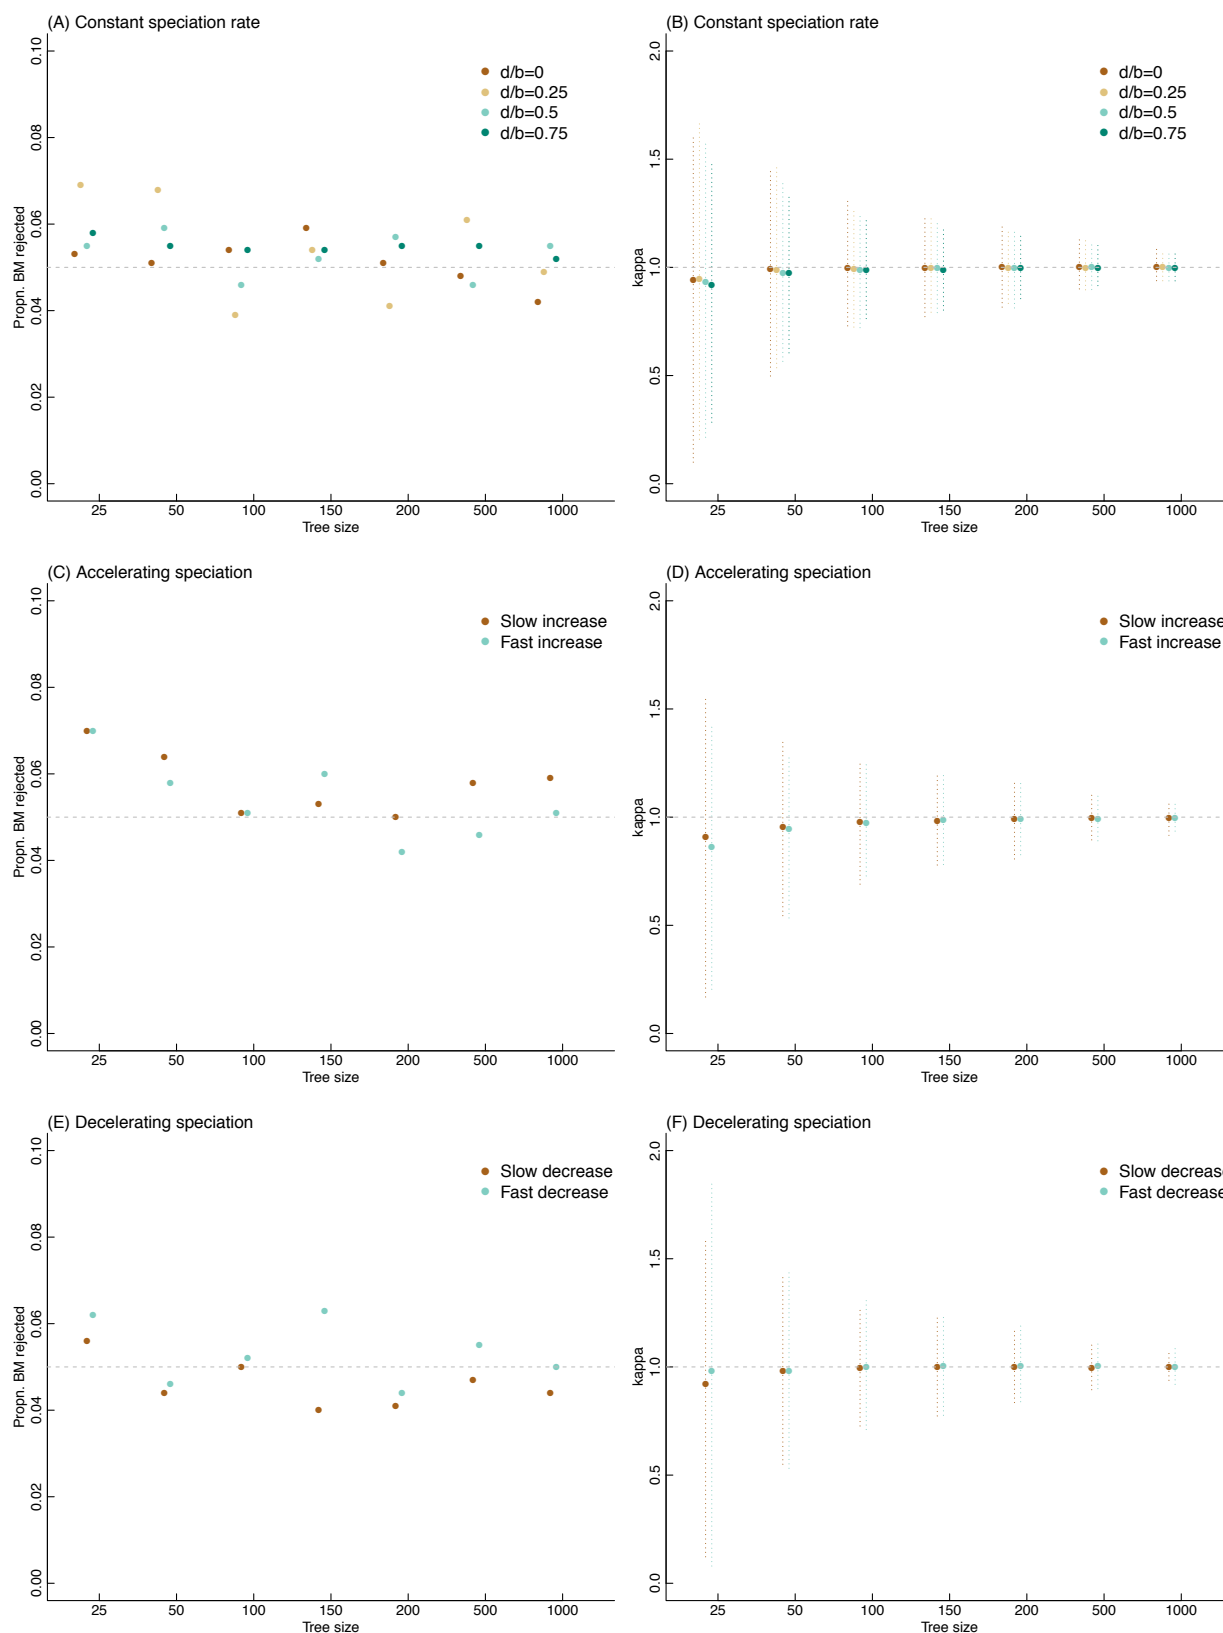 (A) Constant speciation rate
0.10
0.08
0.06
0.04
0.02
0.00
Propn. BM rejected
d/b=0
d/b=0.25
d/b=0.5
d/b=0.75
25 50 100 150 200 500 1000
Tree size
(B) Constant speciation rate
2.0
1.5
1.0
0.5
0.0
kappa
d/b=0
d/b=0.25
d/b=0.5
d/b=0.75
25 50 100 150 200 500 1000
Tree size
(C) Accelerating speciation
0.10
0.08
0.06
0.04
0.02
0.00
Propn. BM rejected
Slow increase
Fast increase
25 50 100 150 200 500 1000
Tree size
(D) Accelerating speciation
2.0
1.5
1.0
0.5
0.0
kappa
Slow increase
Fast increase
25 50 100 150 200 500 1000
Tree size
(E) Decelerating speciation
0.10
0.08
0.06
0.04
0.02
0.00
Propn. BM rejected
Slow decrease
Fast decrease
25 50 100 150 200 500 1000
Tree size
(F) Decelerating speciation
2.0
1.5
1.0
0.5
0.0
kappa
Slow decrease
Fast decrease
25 50 100 150 200 500 1000
Tree size